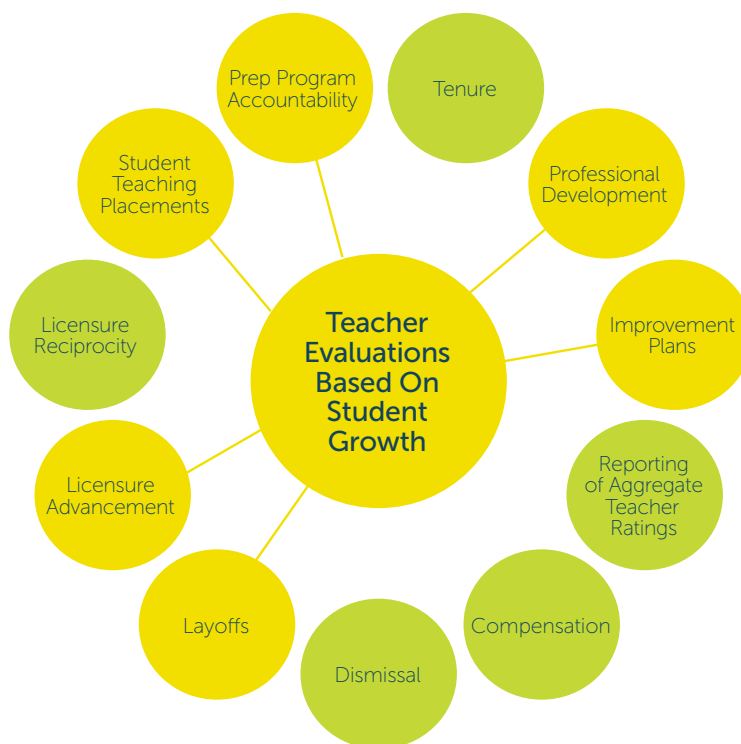 Prep Program
Accountability
Tenure
Student
Teaching
Placements
Professional
Development
Licensure
Reciprocity
Teacher
Evaluations
Based On
Student
Growth
Improvement
Plans
Licensure
Advancement
Reporting
of Aggregate
Teacher
Ratings
Layoffs
Compensation
Dismissal